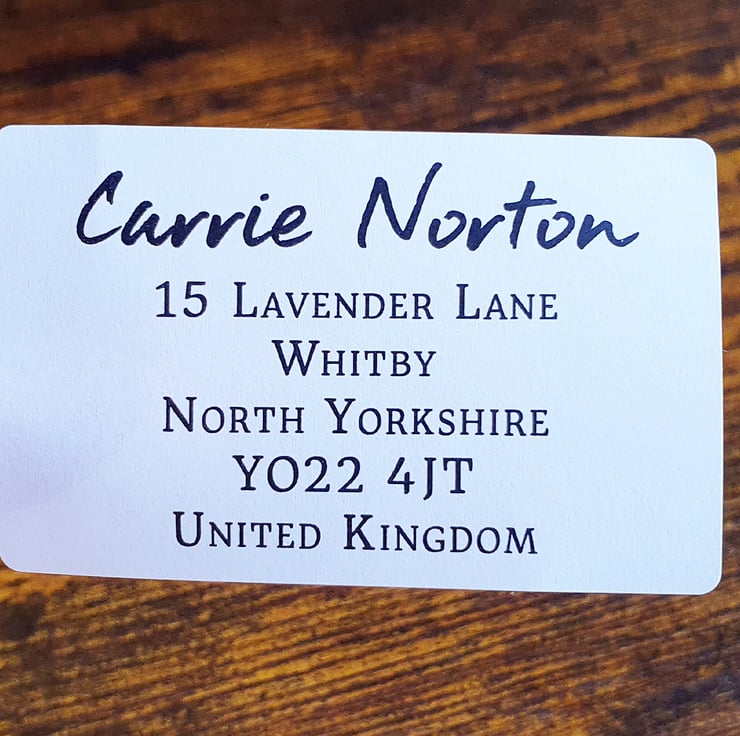 Carrie Norton
15 Lavender Lane
Whitby
North Yorkshire
YO22 4JT
United Kingdom